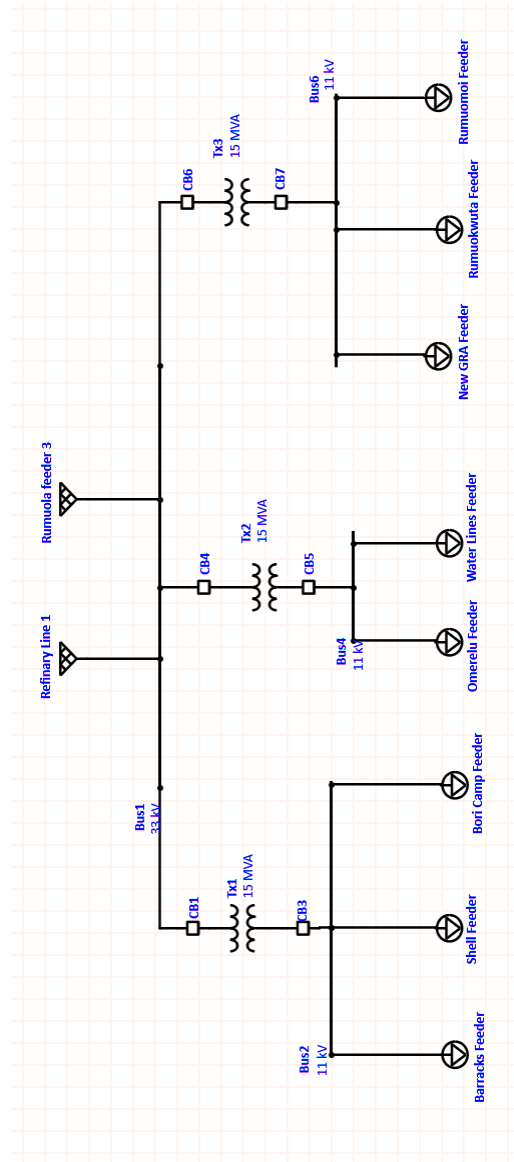 Refinary Line 1
Rumuola feeder 3
Bus1
33 kV
CB1
Tx1
15 MVA
CB3
Bus2
11 kV
Barracks Feeder
Shell Feeder
Bori Camp Feeder
CB4
Tx2
15 MVA
CB5
Bus4
11 kV
Omerelu Feeder
Water Lines Feeder
CB6
Tx3
15 MVA
CB7
Bus6
11 kV
New GRA Feeder
Rumuokwuta Feeder
Rumuomoi Feeder